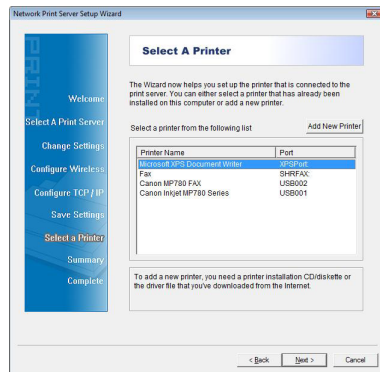 Network Print Server Setup Wizard
PRINT
Welcome
Select A Print Server
Change Settings
Configure Wireless
Configure TCP / IP
Save Settings
Select a Printer
Summary
Complete
Select A Printer
The Wizard now helps you set up the printer that is connected to the
print server. You can either select a printer that has already been
installed on this computer or add a new printer.
Select a printer from the following list
Add New Printer
Printer Name Port
Microsoft XPS Document Writer XPSPort:
Fax SHRFAX:
Canon MP780 FAX USB002
Canon Inkjet MP780 Series USB001
To add a new printer, you need a printer installation CD/diskette or
the driver file that you've downloaded from the Internet.
< Back Next > Cancel